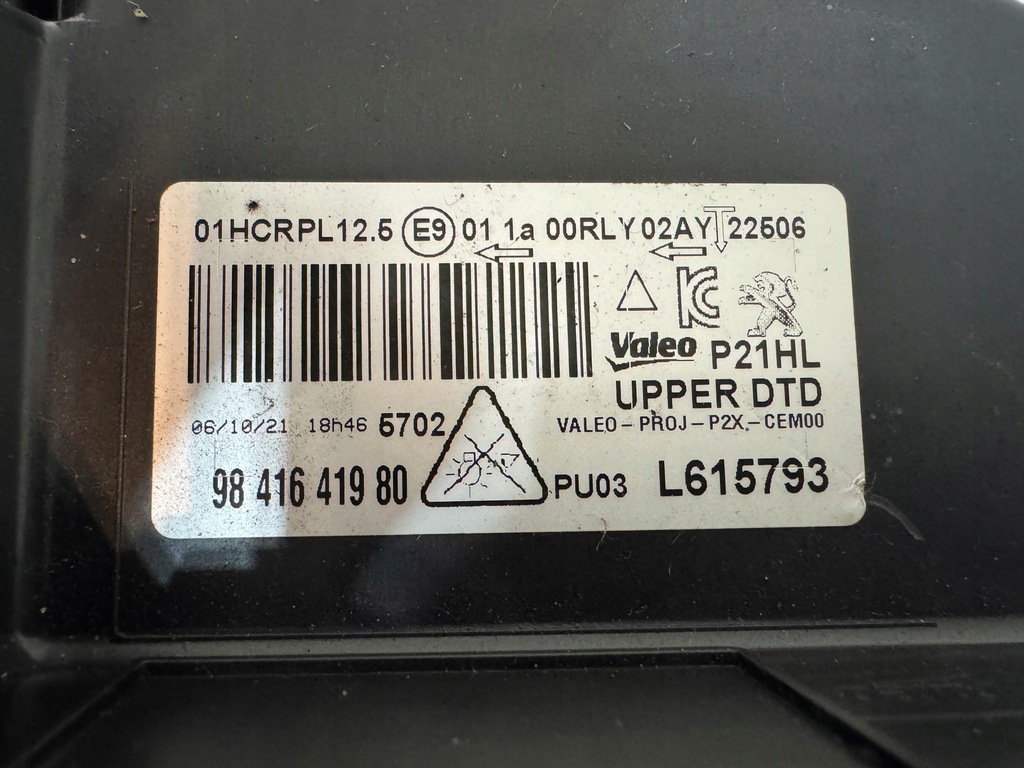 01HCRPL12.5 E9 01 1a 00RLY 02AY 22506
Valeo P21HL
UPPER DTD
06/10/21 18h46 5702
VALEO-PROJ-P2X-CEM00
98 416 419 80 PU03 L615793